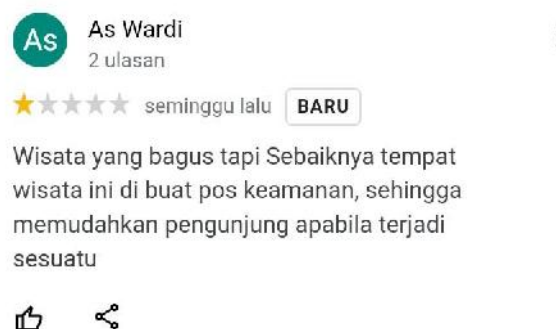 As
As Wardi
2 ulasan
seminggu lalu BARU
Wisata yang bagus tapi Sebaiknya tempat
wisata ini di buat pos keamanan, sehingga
memudahkan pengunjung apabila terjadi
sesuatu